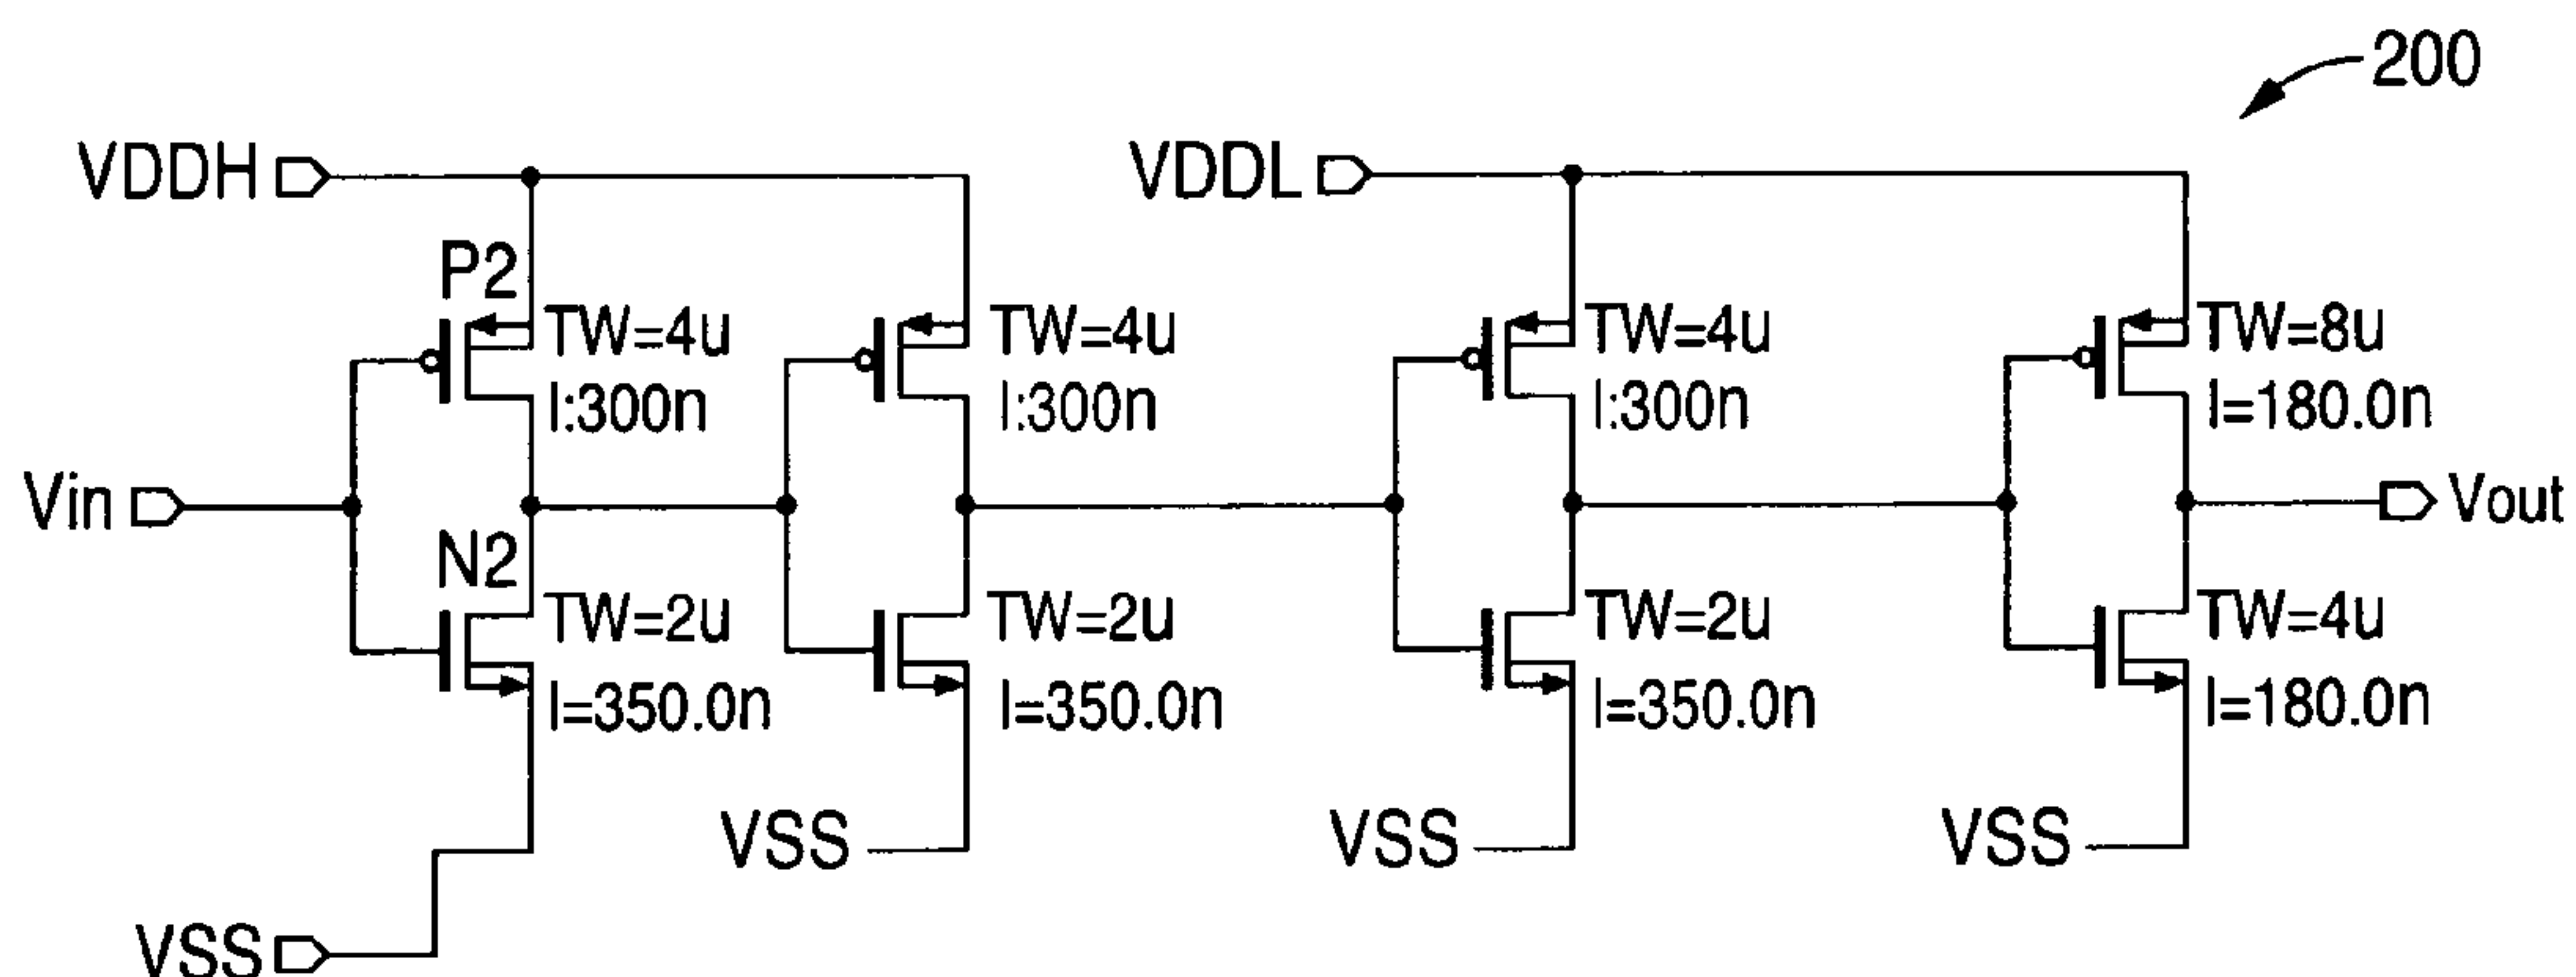 200
VDDH
VDDL
P2
TW=4u
l:300n
TW=4u
l:300n
TW=4u
l:300n
TW=8u
l=180.0n
Vin
Vout
N2
TW=2u
l=350.0n
TW=2u
l=350.0n
TW=2u
l=350.0n
TW=4u
l=180.0n
VSS
VSS
VSS
VSS